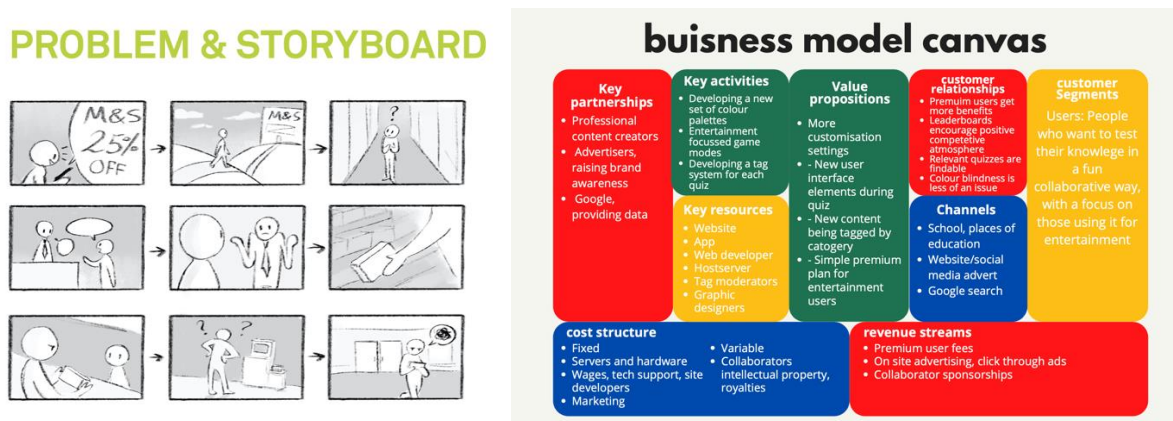 PROBLEM & STORYBOARD
M&S
25%
OFF
M&S
?
? ?
buisness model canvas
Key
partnerships
• Professional
content creators
• Advertisers,
raising brand
awareness
• Google,
providing data
Key activities
• Developing a new
set of colour
palettes
• Entertainment
focussed game
modes
• Developing a tag
system for each
quiz
Key resources
• Website
• App
• Web developer
• Hostserver
• Tag moderators
• Graphic
designers
Value
propositions
• More
customisation
settings
• - New user
interface
elements during
quiz
• - New content
being tagged by
catogery
• - Simple premium
plan for
entertainment
users
customer
relationships
• Premuim users get
more benefits
• Leaderboards
encourage positive
competetive
atmosphere
• Relevant quizzes are
findable
• Colour blindness is
less of an issue
Channels
• School, places of
education
• Website/social
media advert
• Google search
customer
Segments
Users: People
who want to test
their knowlege in
a fun
collaborative way,
with a focus on
those using it for
entertainment
cost structure
• Fixed
• Servers and hardware
• Wages, tech support, site
developers
• Marketing
• Variable
• Collaborators
intellectual property,
royalties
revenue streams
• Premium user fees
• On site advertising, click through ads
• Collaborator sponsorships